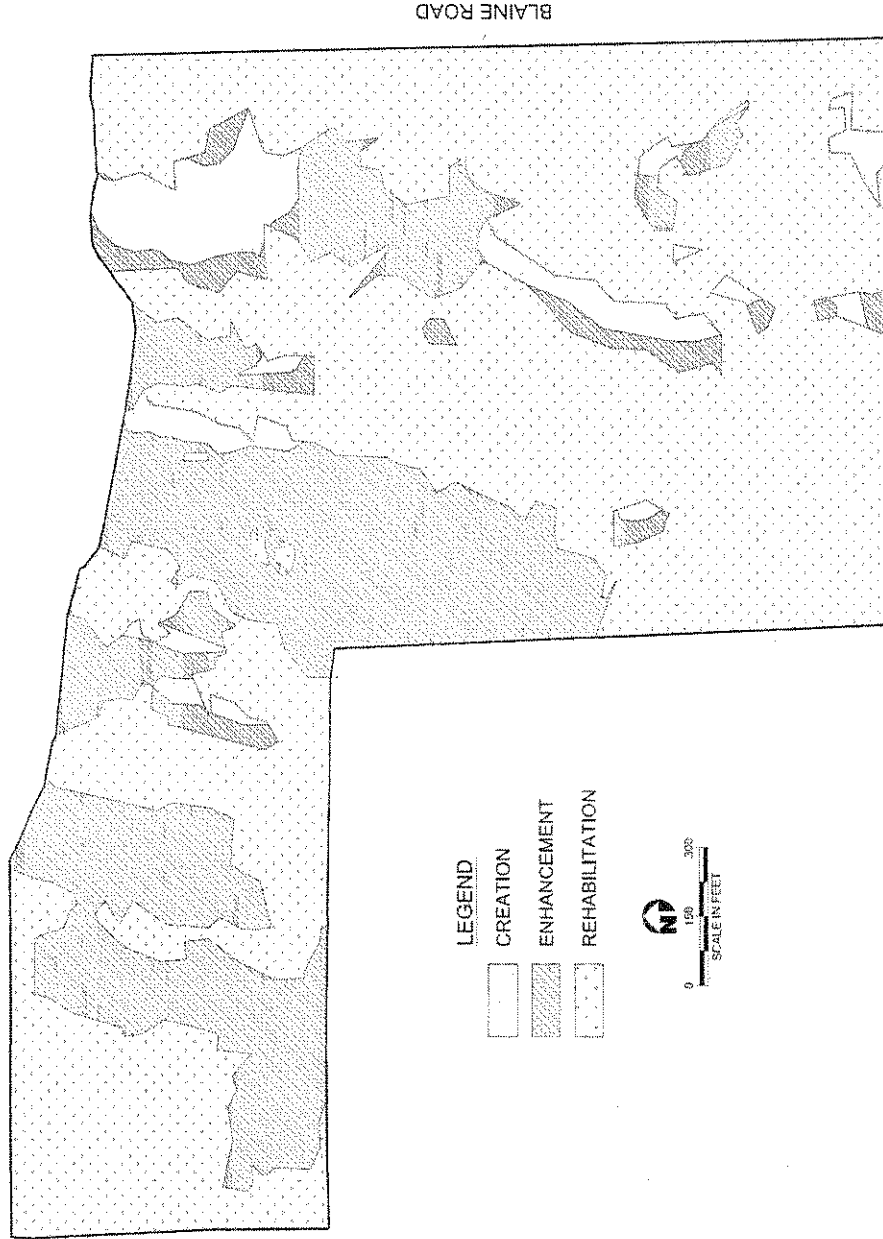 BLAINE ROAD
LEGEND
CREATION
ENHANCEMENT
REHABILITATION
N
0 150 300
SCALE IN FEET